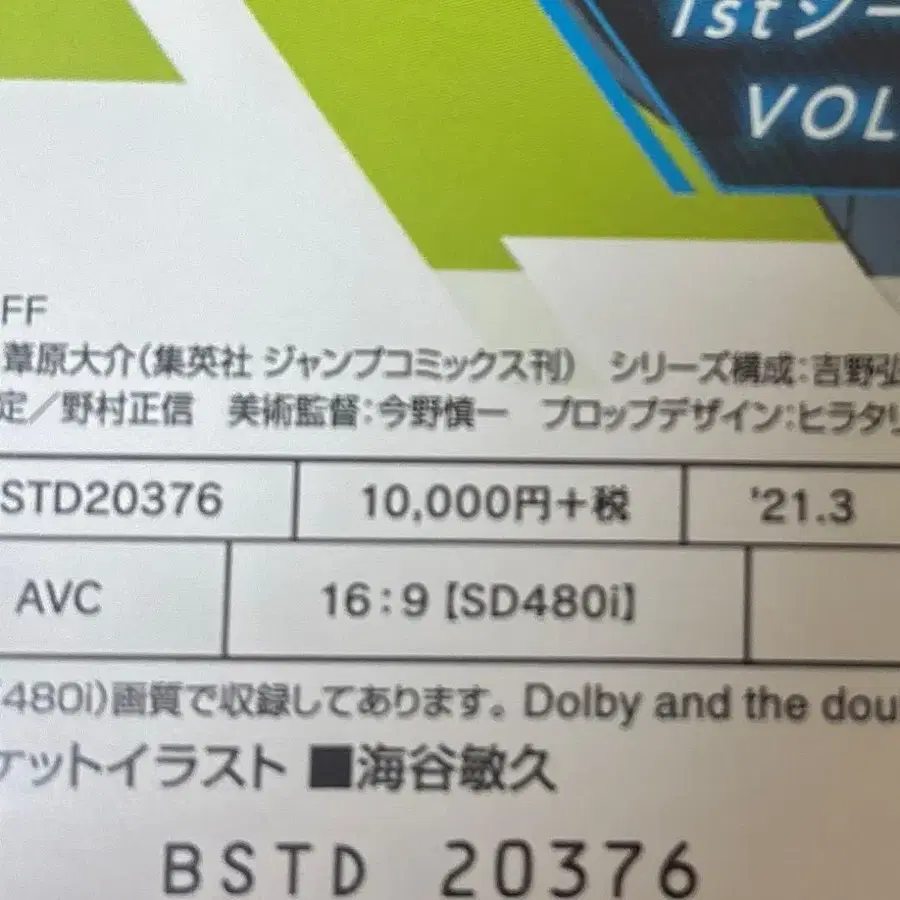 1stシー
VOL
FF
葦原大介(集英社 ジャンプコミックス刊) シリーズ構成:吉野弘
定/野村正信 美術監督:今野慎一 プロップデザイン:ヒラタリ
STD20376 10,000円+税 '21.3
AVC 16:9【SD480i】
480i)画質で収録してあります。Dolby and the dou
ケットイラスト ■海谷敏久
BSTD 20376